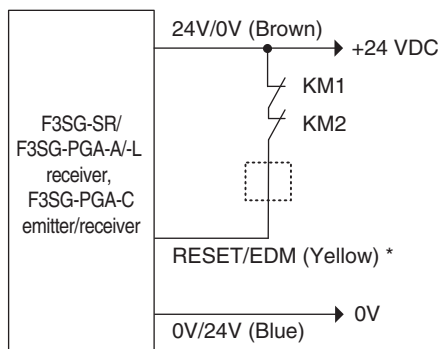 24V/0V (Brown)
+24 VDC
KM1
KM2
F3SG-SR/
F3SG-PGA-A/-L
receiver,
F3SG-PGA-C
emitter/receiver
RESET/EDM (Yellow) *
0V
0V/24V (Blue)